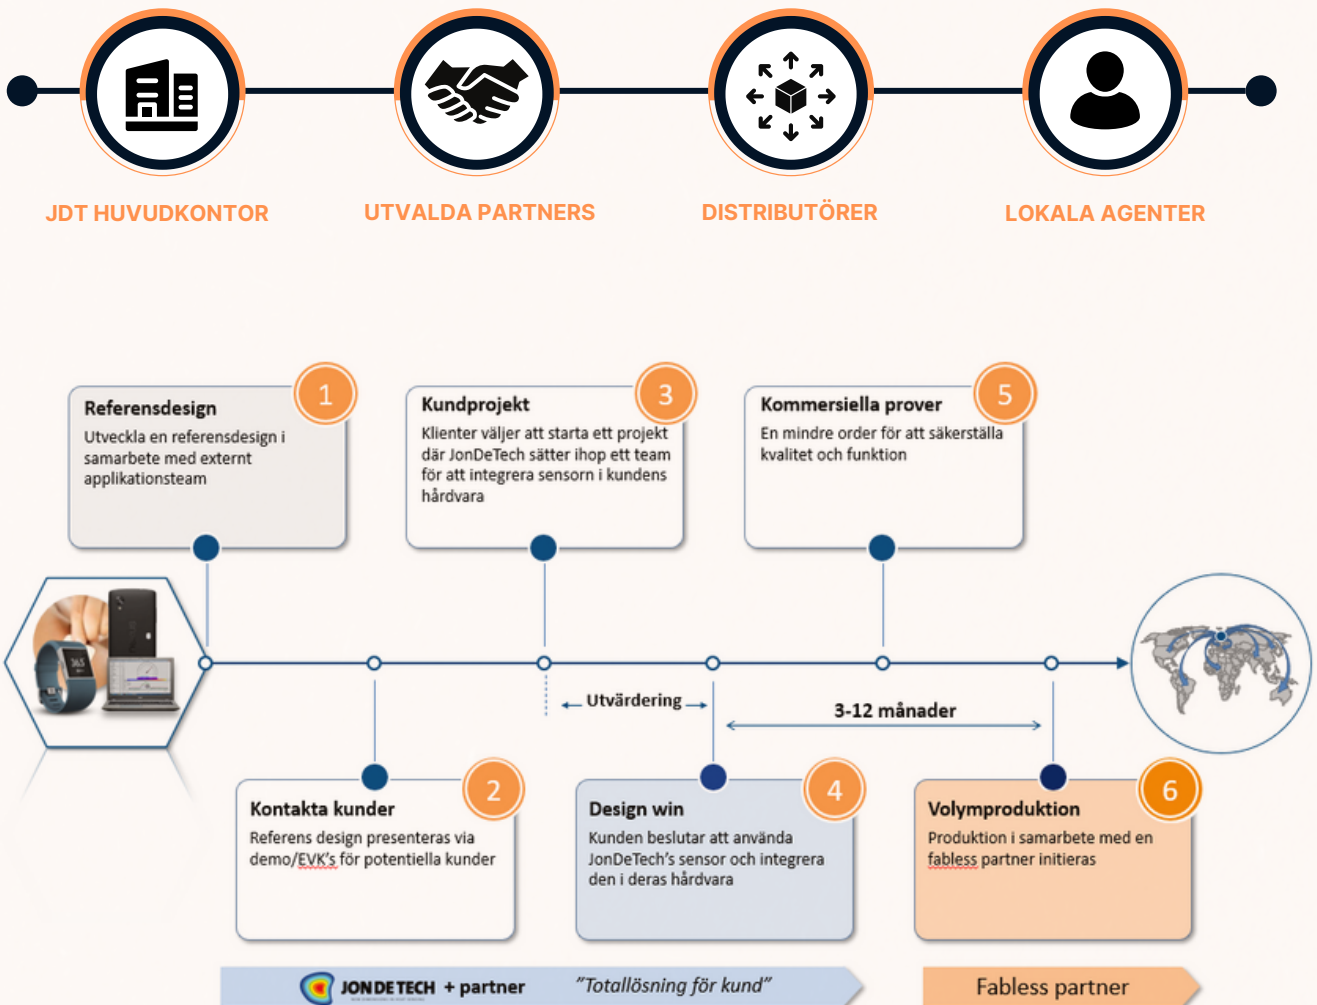 JDT HUVUDKONTOR
UTVALDA PARTNERS
DISTRIBUTÖRER
LOKALA AGENTER
1
Referensdesign
Utveckla en referensdesign i
samarbete med externt
applikationsteam
3
Kundprojekt
Klienter väljer att starta ett projekt
där JonDeTech sätter ihop ett team
för att integrera sensorn i kundens
hårdvara
5
Kommersiella prover
En mindre order för att säkerställa
kvalitet och funktion
Utvärdering
3-12 månader
2
Kontakta kunder
Referens design presenteras via
demo/EVK's för potentiella kunder
4
Design win
Kunden beslutar att använda
JonDeTech's sensor och integrera
den i deras hårdvara
6
Volymproduktion
Produktion i samarbete med en
fabless partner initieras
JONDETECH + partner
"Totallösning för kund"
Fabless partner